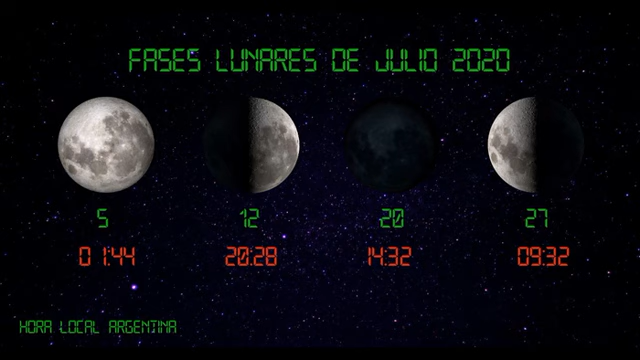 FASES LUNARES DE JULIO 2020
5 12 20 27
01:44 20:28 14:32 09:32
HORA LOCAL ARGENTINA